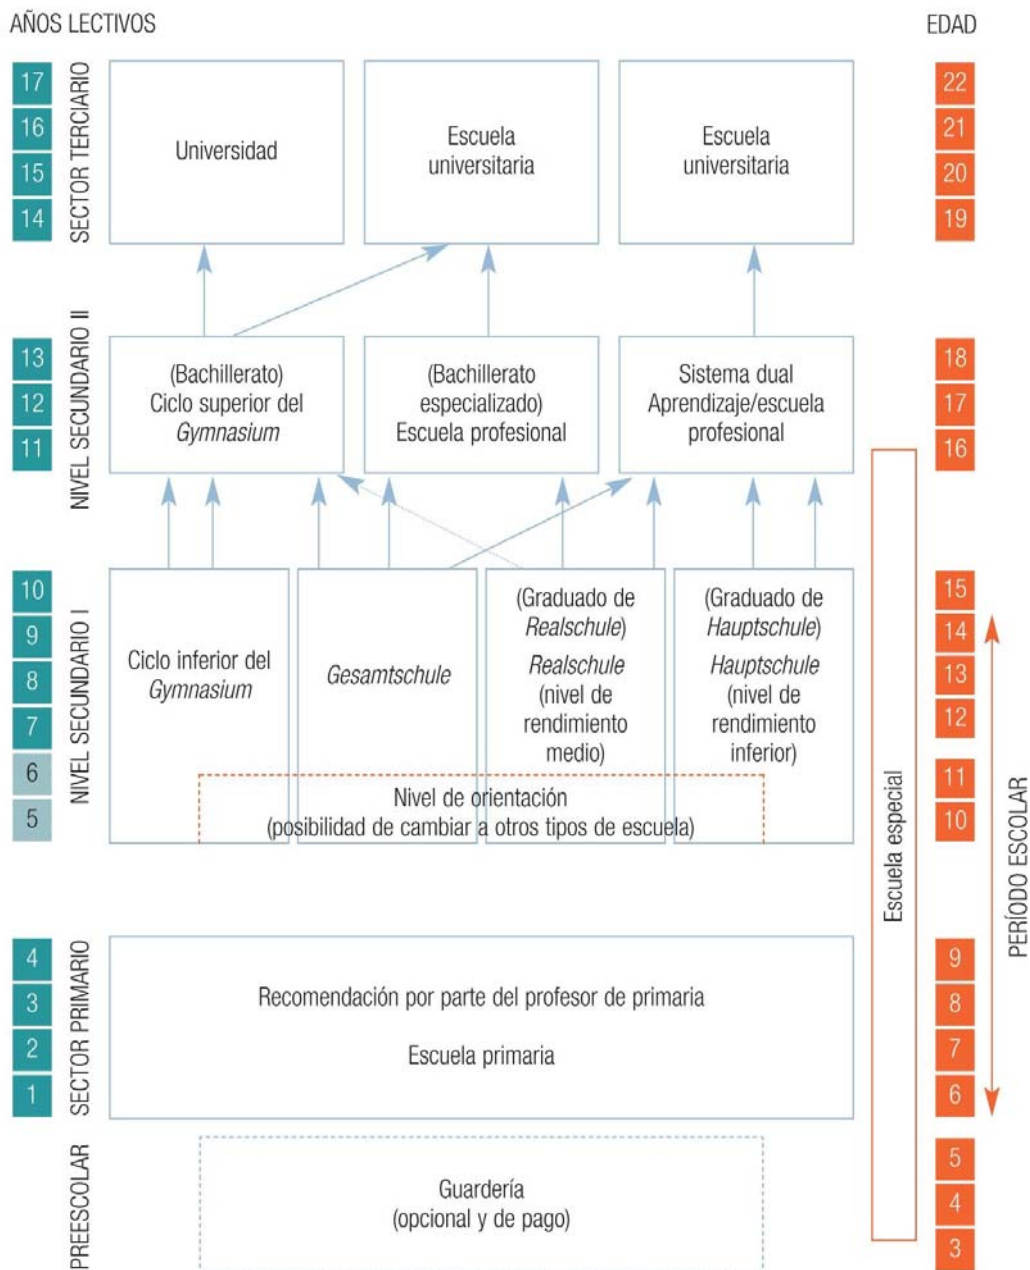 AÑOS LECTIVOS
EDAD
17
16
15
14
SECTOR TERCIARIO
Universidad
Escuela
universitaria
Escuela
universitaria
22
21
20
19
13
12
11
NIVEL SECUNDARIO II
(Bachillerato)
Ciclo superior del
Gymnasium
(Bachillerato
especializado)
Escuela profesional
Sistema dual
Aprendizaje/escuela
profesional
18
17
16
10
9
8
7
6
5
NIVEL SECUNDARIO I
Ciclo inferior del
Gymnasium
Gesamtschule
(Graduado de
Realschule)
Realschule
(nivel de
rendimiento
medio)
(Graduado de
Hauptschule)
Hauptschule
(nivel de
rendimiento
inferior)
Nivel de orientación
(posibilidad de cambiar a otros tipos de escuela)
15
14
13
12
11
10
Escuela especial
PERÍODO ESCOLAR
4
3
2
1
SECTOR PRIMARIO
Recomendación por parte del profesor de primaria
Escuela primaria
9
8
7
6
PREESCOLAR
Guardería
(opcional y de pago)
5
4
3